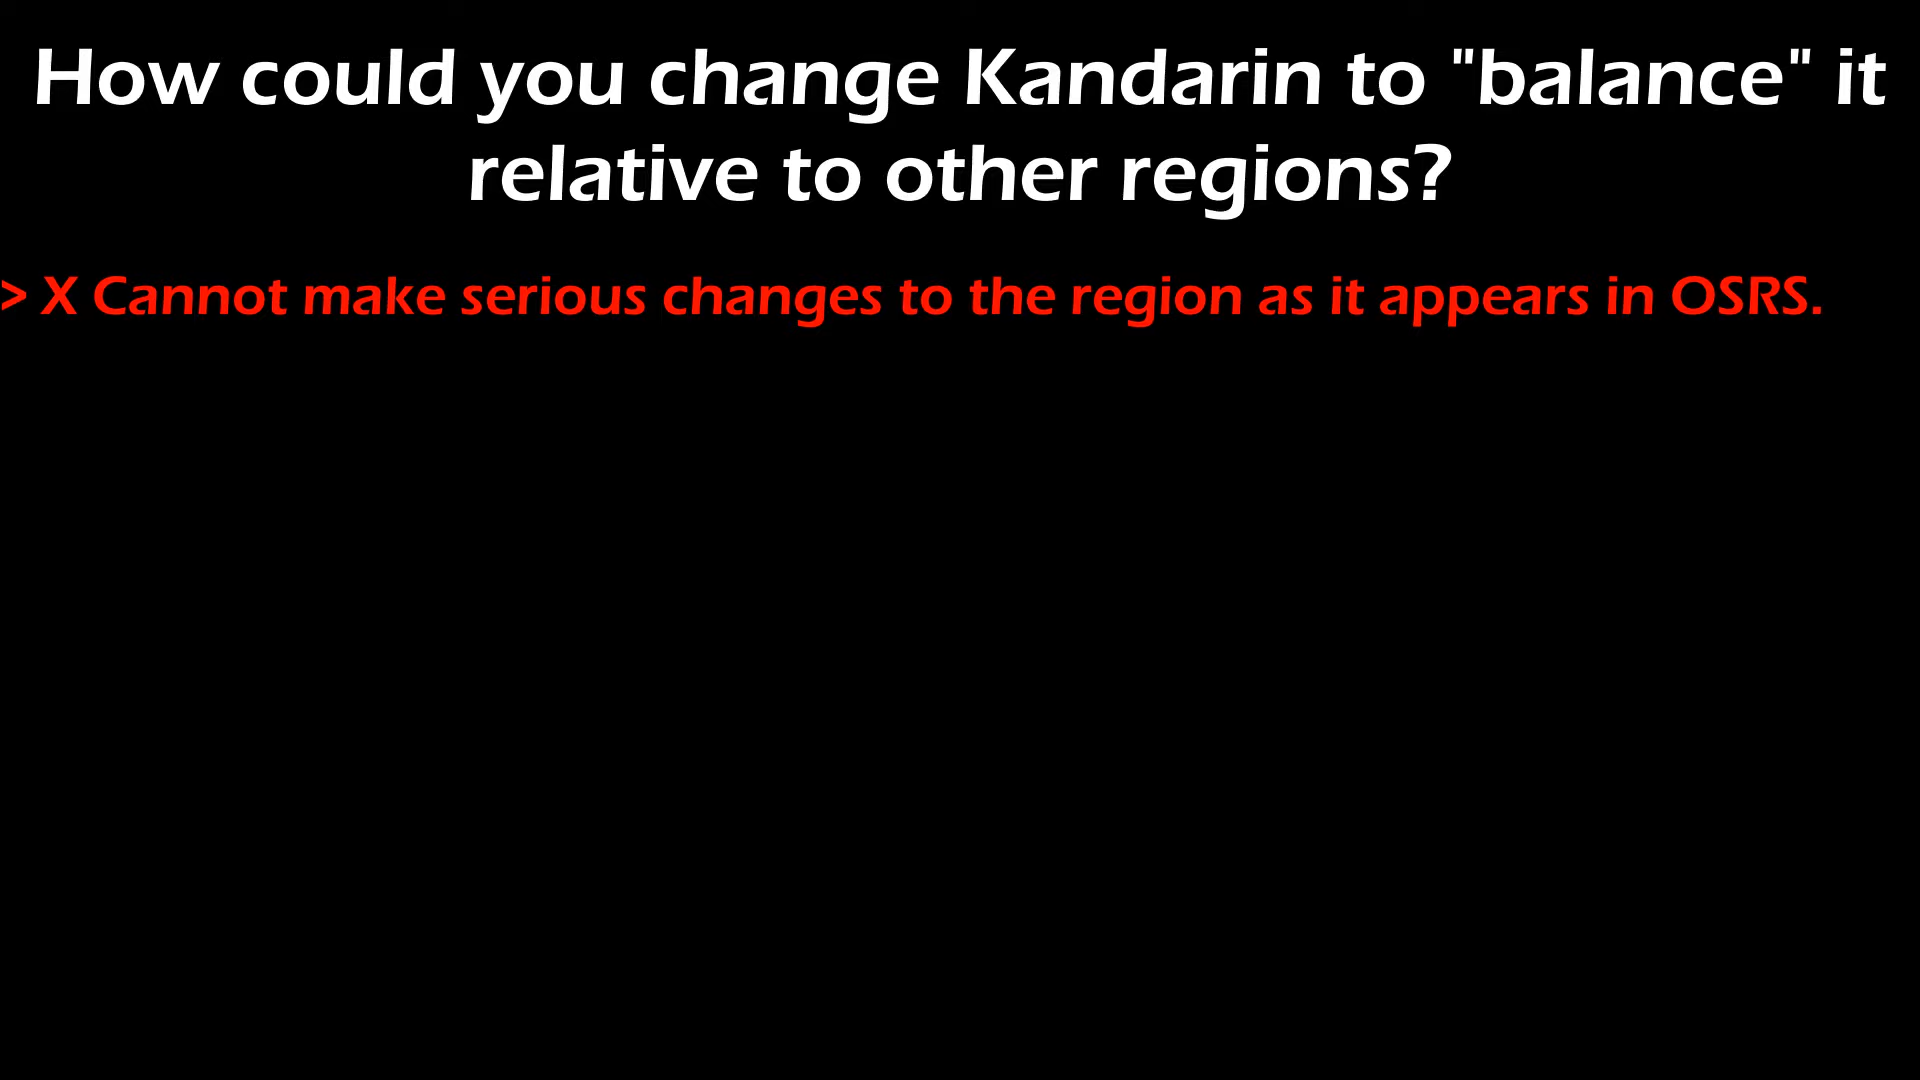 How could you change Kandarin to "balance" it
relative to other regions?
> X Cannot make serious changes to the region as it appears in OSRS.